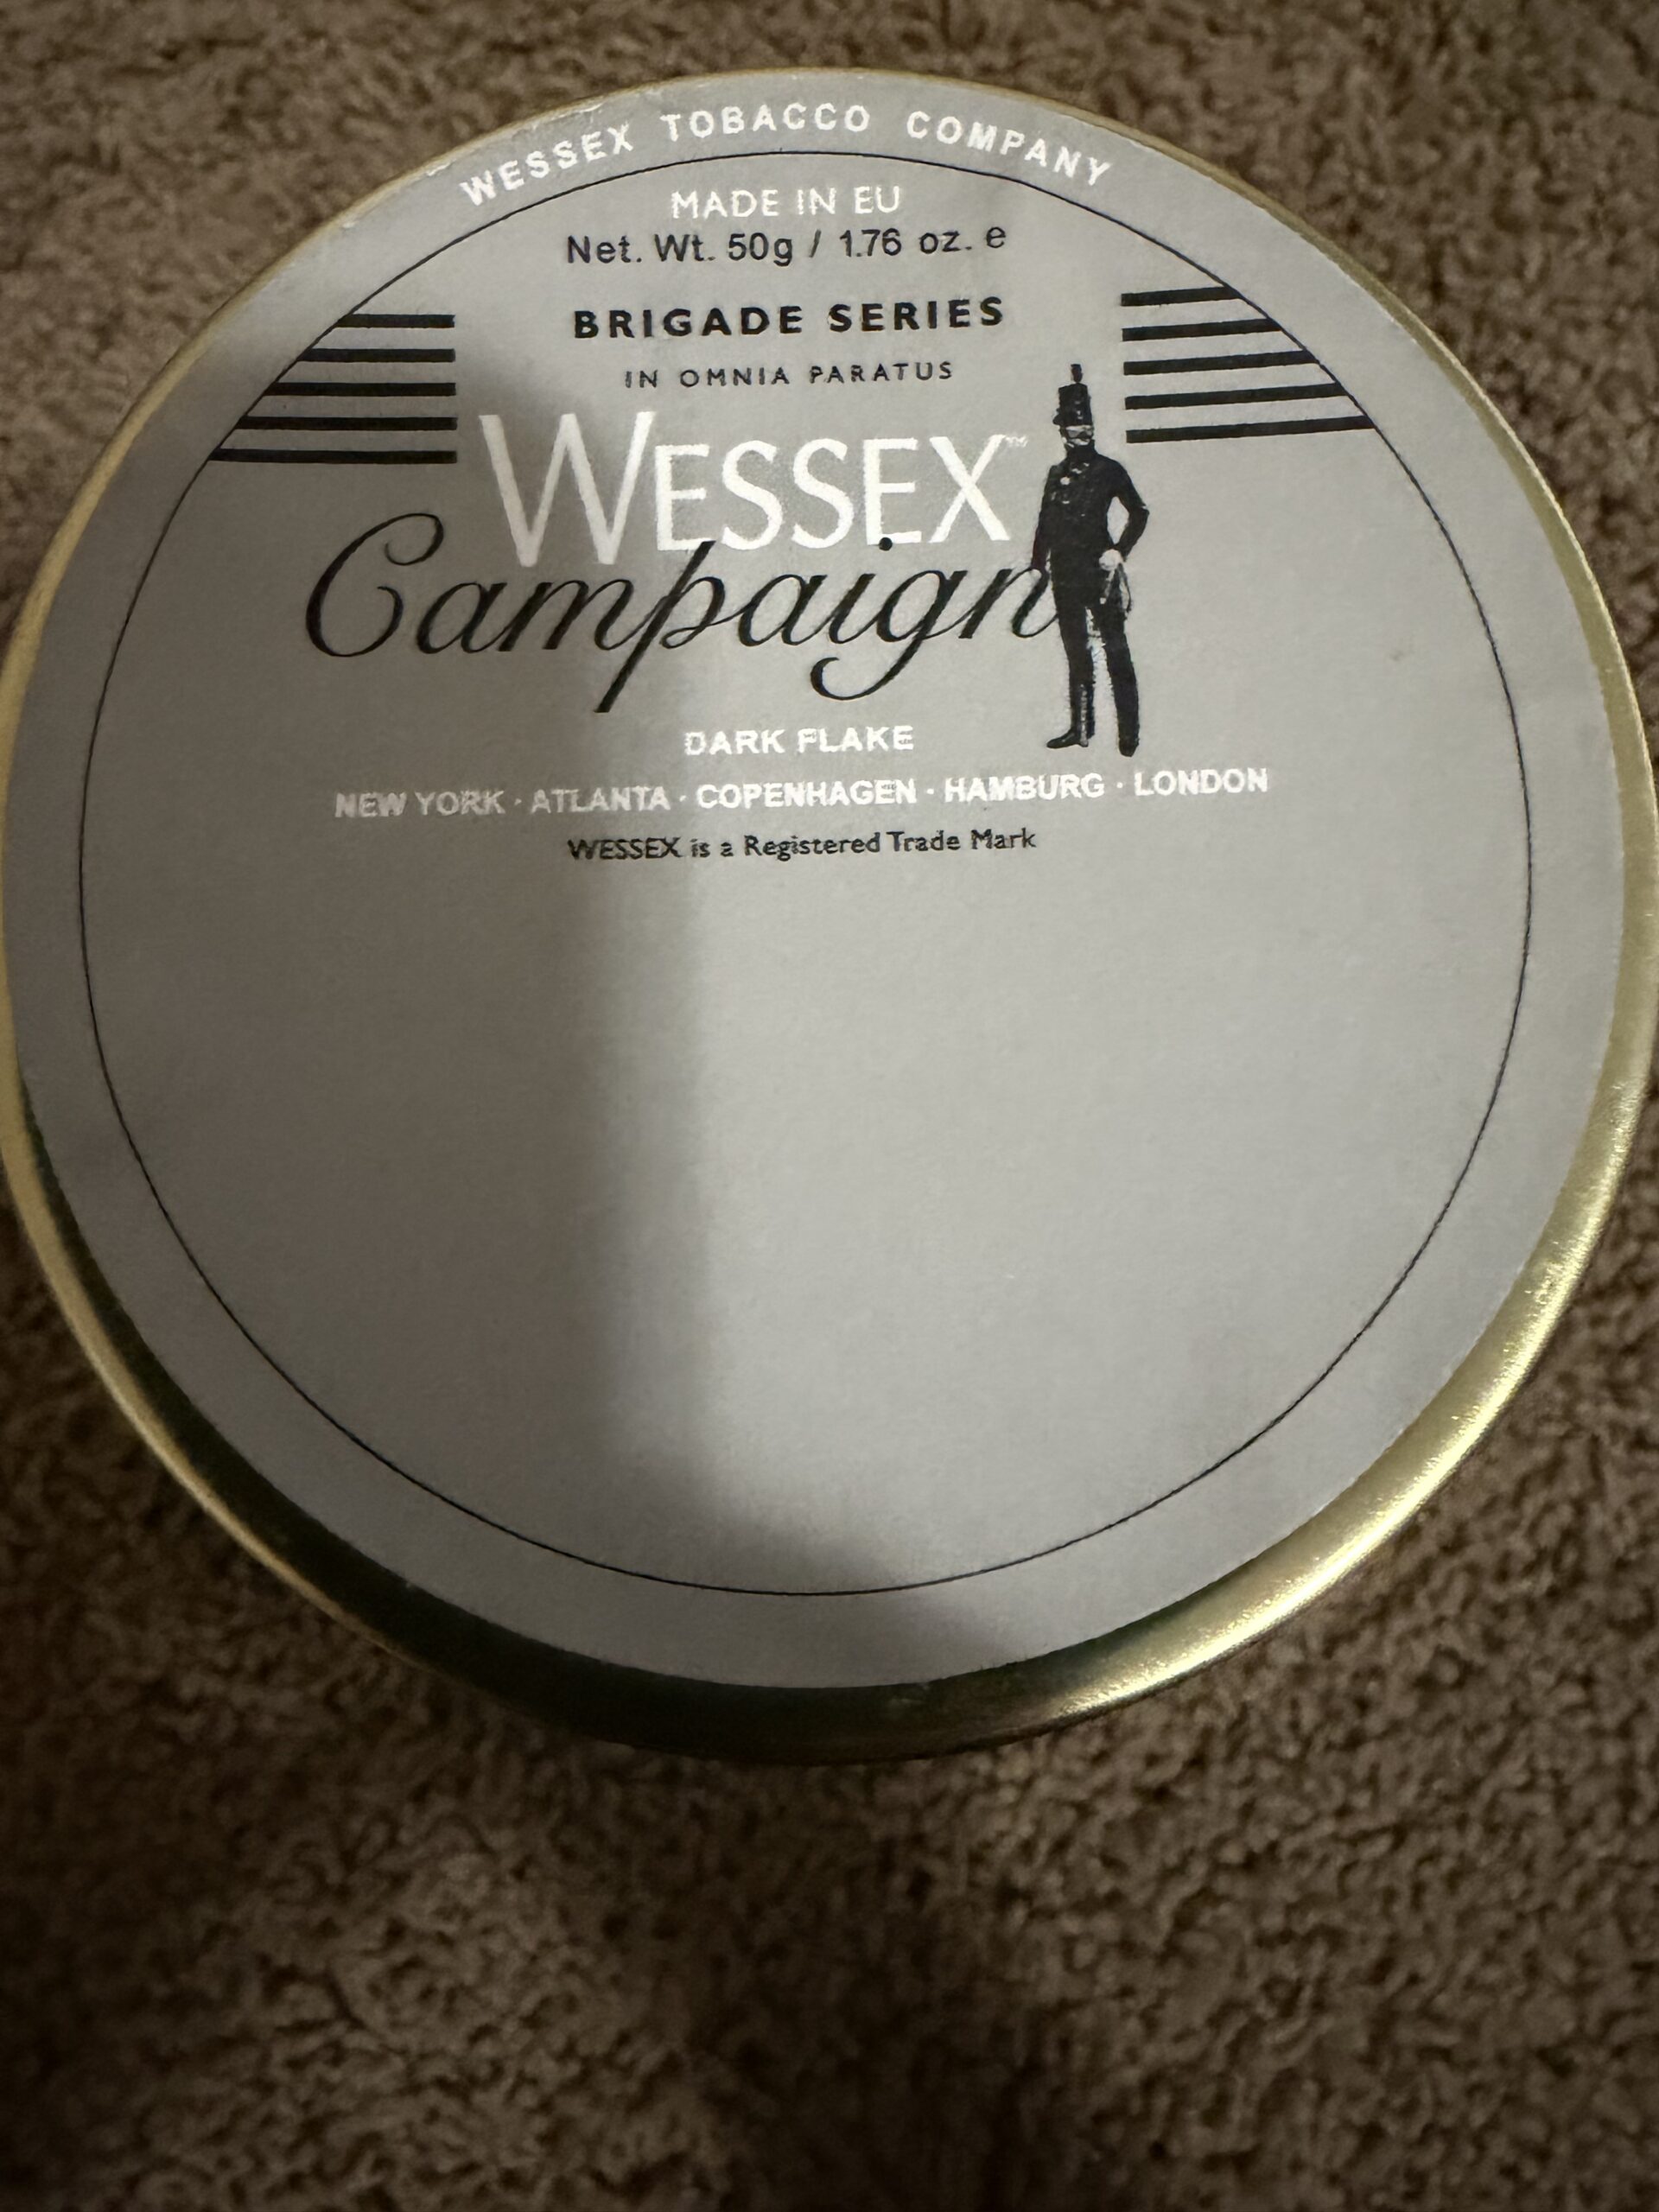 WESSEX TOBACCO COMPANY
MADE IN EU
Net. Wt. 50g / 1.76 oz. e
BRIGADE SERIES
IN OMNIA PARATUS
WESSEX™
Campaign
DARK FLAKE
NEW YORK · ATLANTA · COPENHAGEN · HAMBURG · LONDON
WESSEX is a Registered Trade Mark